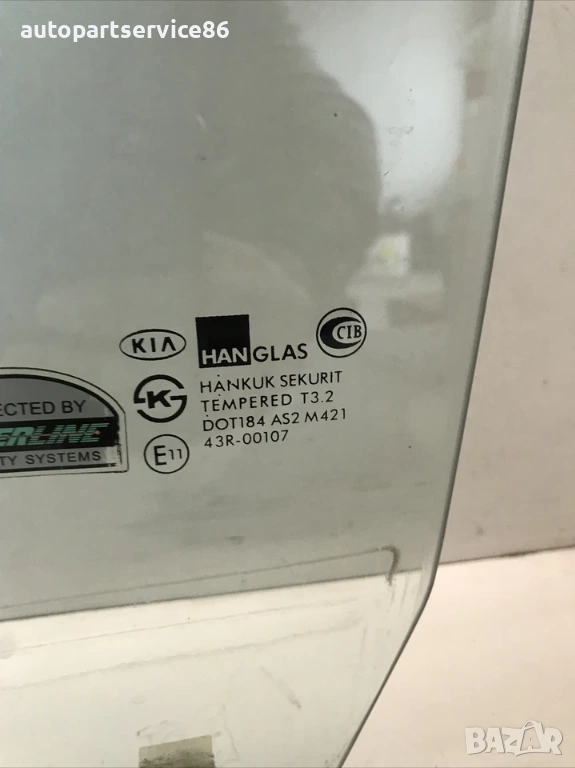 autopartservice86
KIA HANGLAS CIB
HANKUK SEKURIT
TEMPERED T3.2
DOT184 AS2 M421
43R-00107
K
E11
ECTED BY
ERLINE
TY SYSTEMS
BAZAR